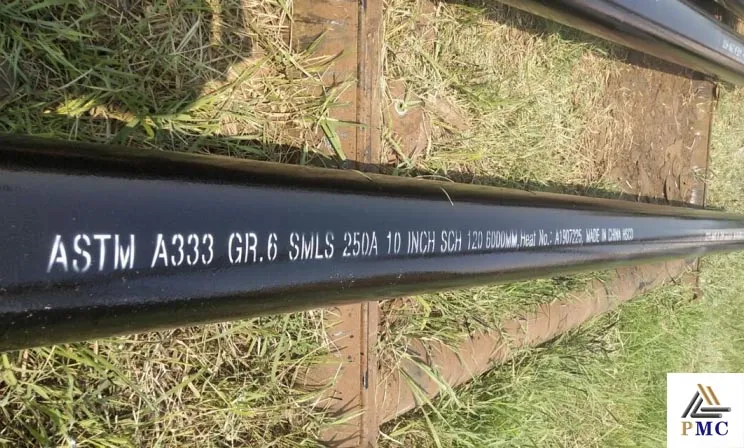 ASTM A333 GR.6 SMLS 250A 10 INCH SCH 120 6000MM, Heat No.: A1907225, MADE IN CHINA
PMC